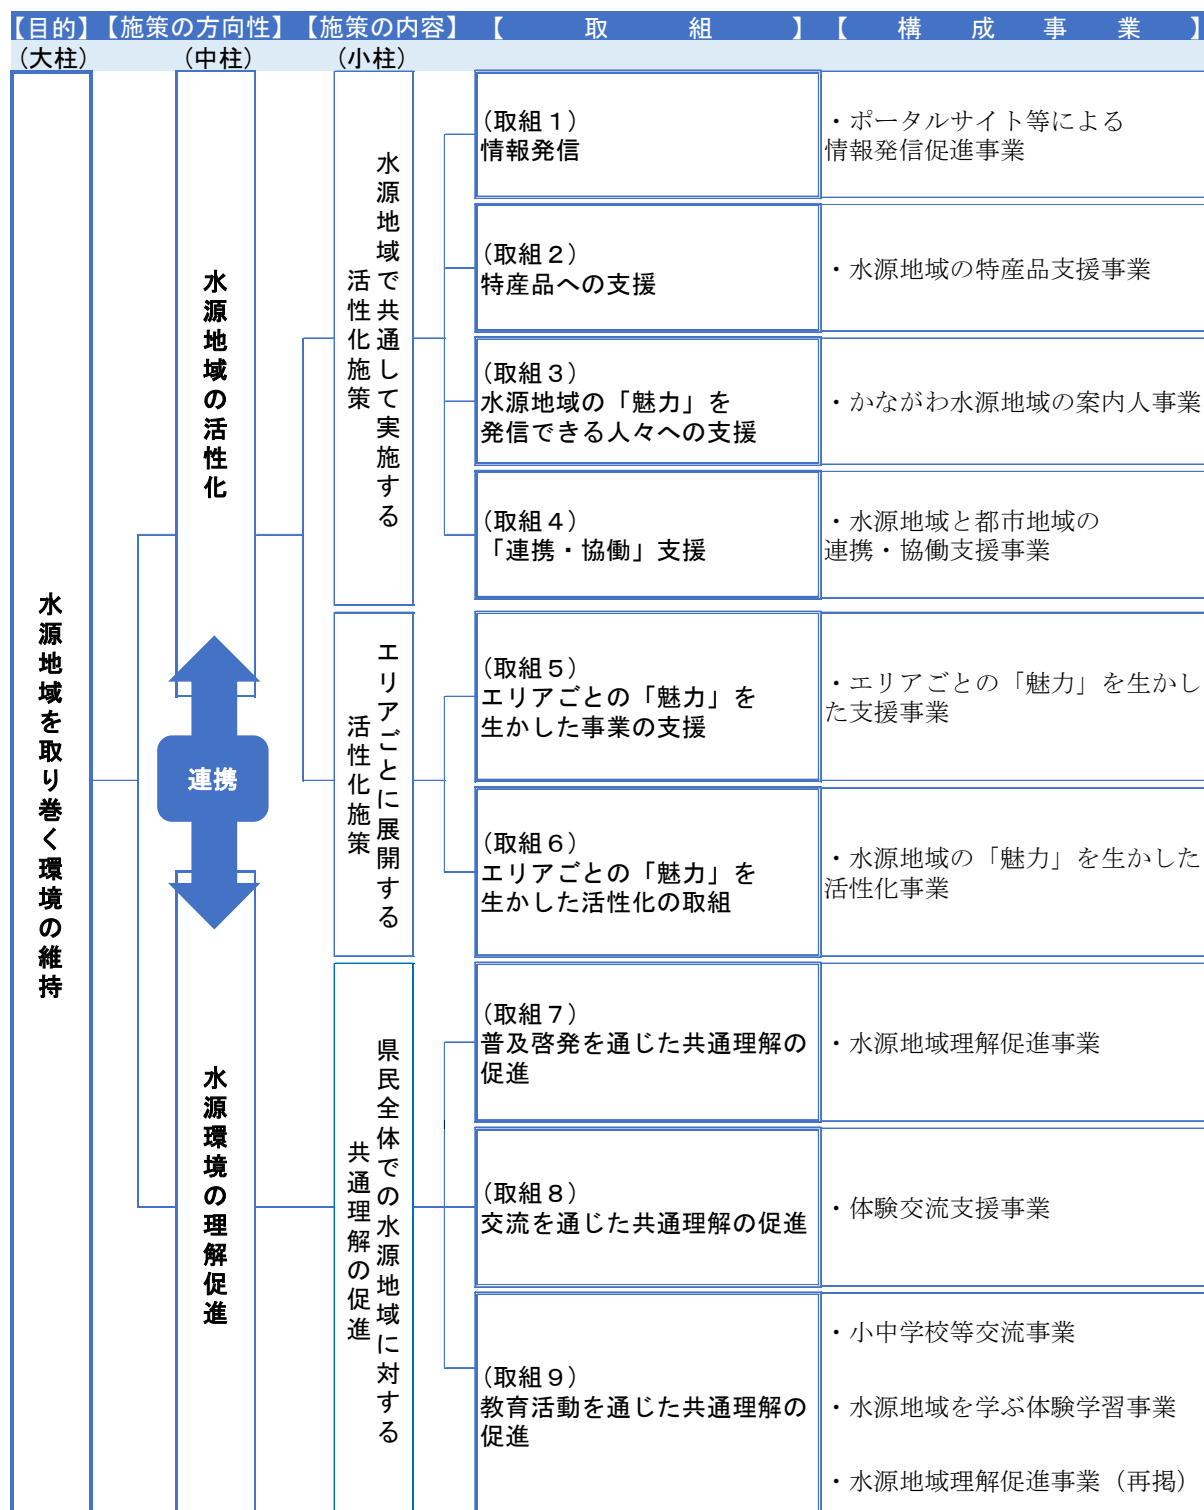 【目的】【施策の方向性】【施策の内容】【取組】【構成事業】
（大柱）（中柱）（小柱）
水源地域を取り巻く環境の維持
水源地域の活性化
連携
水源環境の理解促進
水源地域で共通して実施する
活性化施策
（取組１）
情報発信
・ポータルサイト等による
情報発信促進事業
（取組２）
特産品への支援
・水源地域の特産品支援事業
（取組３）
水源地域の「魅力」を
発信できる人々への支援
・かながわ水源地域の案内人事業
（取組４）
「連携・協働」支援
・水源地域と都市地域の
連携・協働支援事業
エリアごとに展開する
活性化施策
（取組５）
エリアごとの「魅力」を
生かした事業の支援
・エリアごとの「魅力」を生かし
た支援事業
（取組６）
エリアごとの「魅力」を
生かした活性化の取組
・水源地域の「魅力」を生かした
活性化事業
県民全体での水源地域に対する
共通理解の促進
（取組７）
普及啓発を通じた共通理解の
促進
・水源地域理解促進事業
（取組８）
交流を通じた共通理解の促進
・体験交流支援事業
（取組９）
教育活動を通じた共通理解の
促進
・小中学校等交流事業
・水源地域を学ぶ体験学習事業
・水源地域理解促進事業（再掲）